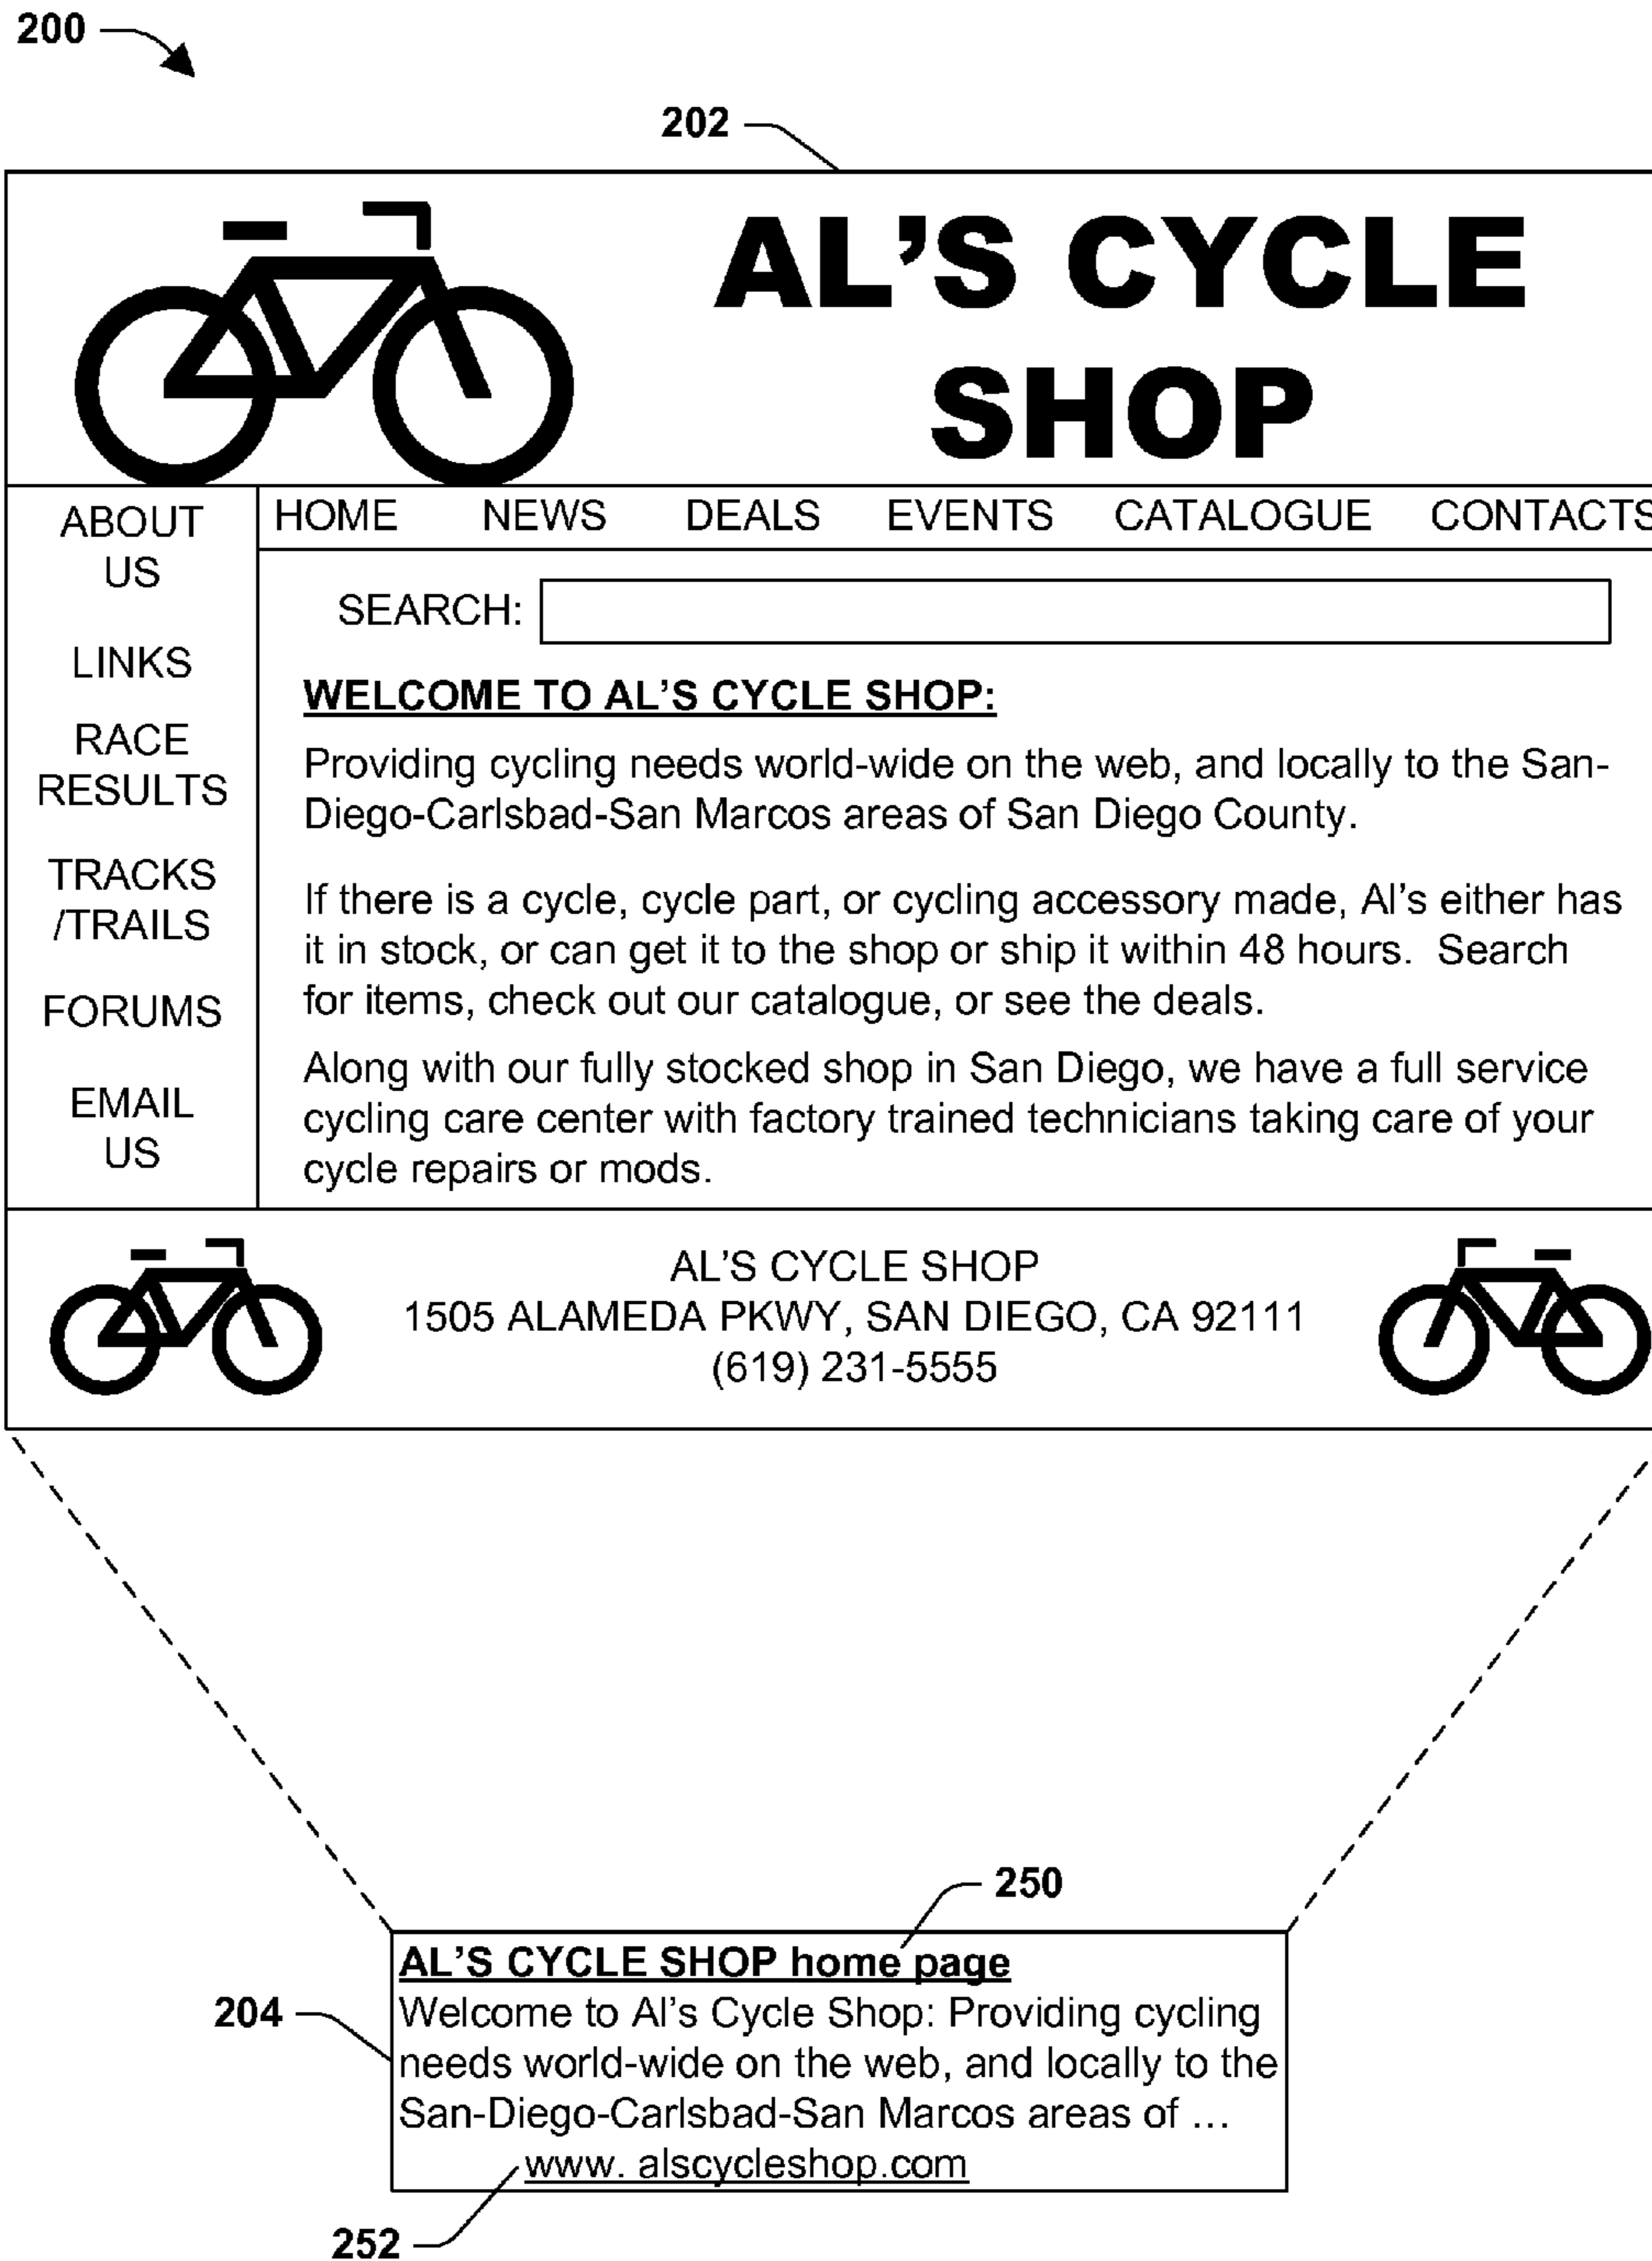 200
202
AL'S CYCLE
SHOP
ABOUT
US
LINKS
RACE
RESULTS
TRACKS
/TRAILS
FORUMS
EMAIL
US
HOME NEWS DEALS EVENTS CATALOGUE CONTACTS
SEARCH:
WELCOME TO AL'S CYCLE SHOP:
Providing cycling needs world-wide on the web, and locally to the San-
Diego-Carlsbad-San Marcos areas of San Diego County.
If there is a cycle, cycle part, or cycling accessory made, Al's either has
it in stock, or can get it to the shop or ship it within 48 hours. Search
for items, check out our catalogue, or see the deals.
Along with our fully stocked shop in San Diego, we have a full service
cycling care center with factory trained technicians taking care of your
cycle repairs or mods.
AL'S CYCLE SHOP
1505 ALAMEDA PKWY, SAN DIEGO, CA 92111
(619) 231-5555
250
AL'S CYCLE SHOP home page
204
Welcome to Al's Cycle Shop: Providing cycling
needs world-wide on the web, and locally to the
San-Diego-Carlsbad-San Marcos areas of ...
www. alscycleshop.com
252